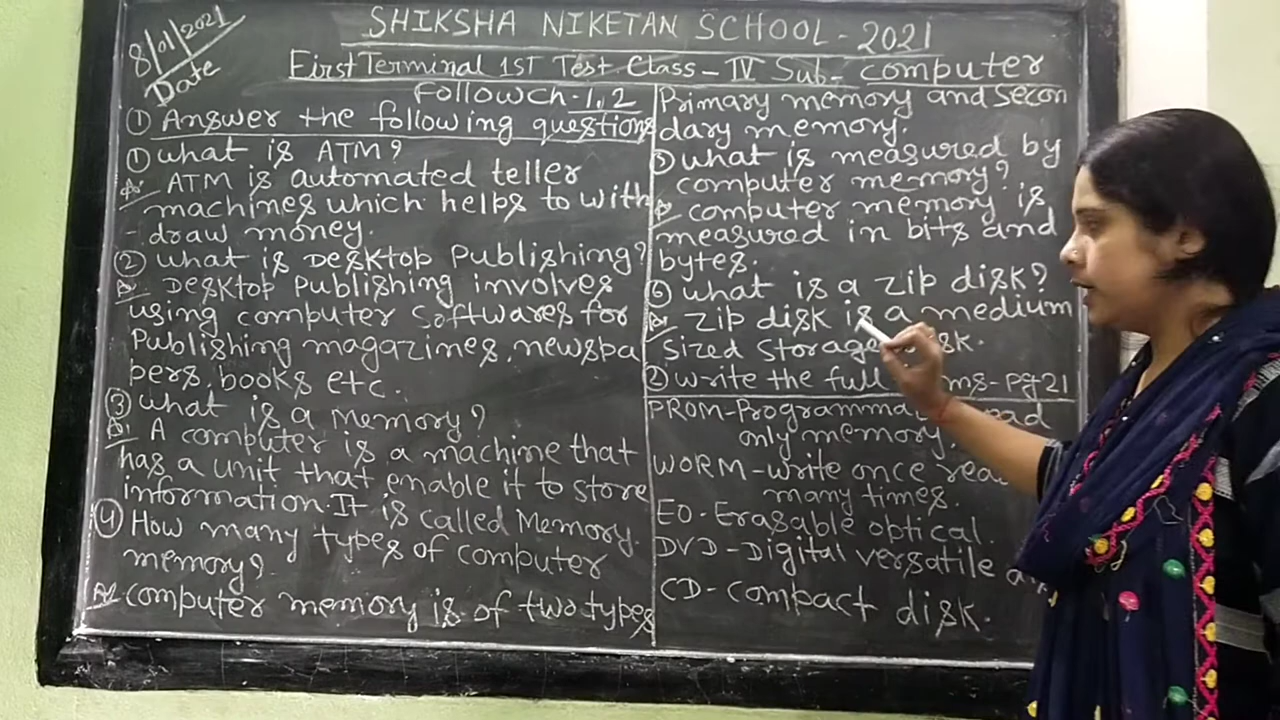 8/01/2021
Date
SHIKSHA NIKETAN SCHOOL - 2021
First Terminal 1ST Test Class - IV Sub - computer
Follow Ch - 1, 2
① Answer the following questions
① what is ATM?
A. ATM is automated teller
machines which helps to with
- draw money.
② what is Desktop Publishing?
A. Desktop Publishing involves
using computer softwares for
Publishing magazines, newspa
pers, books etc.
③ what is a Memory?
A. A computer is a machine that
has a unit that enable it to store
information. It is called Memory.
④ How many types of computer
memory?
A. computer memory is of two types
Primary memory and Secon
dary memory.
what is measured by
computer memory?
A. computer memory is
measured in bits and
bytes.
⑥ what is a zip disk?
A. zip disk is a medium
sized storage
② write the full - Pg 21
PROM - Programma
only memory.
WORM - write once
many times.
EO - Erasable optical.
DVD - Digital versatile
CD - compact disk.